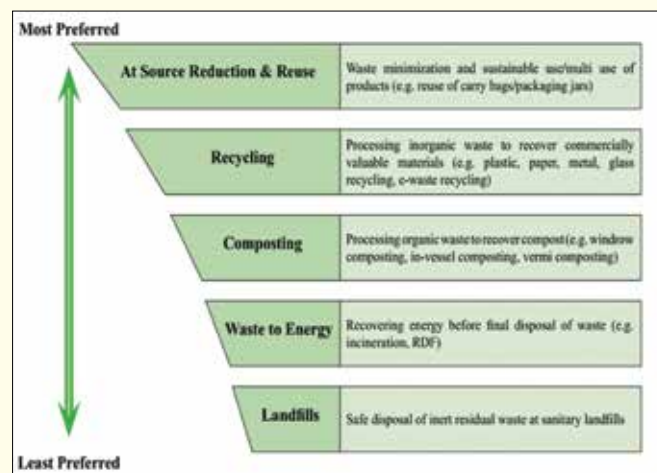 Most Preferred
At Source Reduction & Reuse
Waste minimization and sustainable use/multi use of
products (e.g. reuse of carry bags/packaging jars)
Recycling
Processing inorganic waste to recover commercially
valuable materials (e.g. plastic, paper, metal, glass
recycling, e-waste recycling)
Composting
Processing organic waste to recover compost (e.g. windrow
composting, in-vessel composting, vermi composting)
Waste to Energy
Recovering energy before final disposal of waste (e.g.
incineration, RDF)
Landfills
Safe disposal of inert residual waste at sanitary landfills
Least Preferred